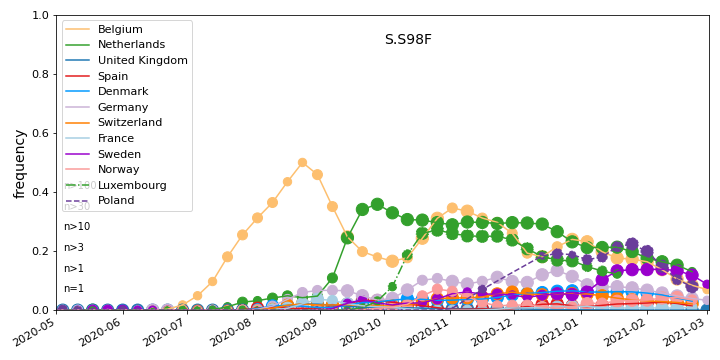 S.S98F
frequency
1.0
0.8
0.6
0.4
0.2
0.0
Belgium
Netherlands
United Kingdom
Spain
Denmark
Germany
Switzerland
France
Sweden
Norway
Luxembourg
Poland
n>100
n>30
n>10
n>3
n>1
n=1
2020-05
2020-06
2020-07
2020-08
2020-09
2020-10
2020-11
2020-12
2021-01
2021-02
2021-03